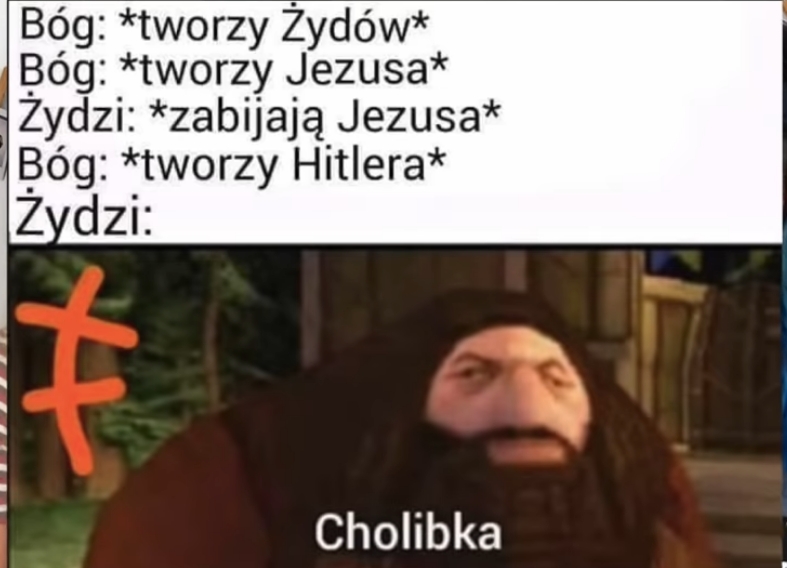 Bóg: *tworzy Żydów*
Bóg: *tworzy Jezusa*
Żydzi: *zabijają Jezusa*
Bóg: *tworzy Hitlera*
Żydzi:
Cholibka